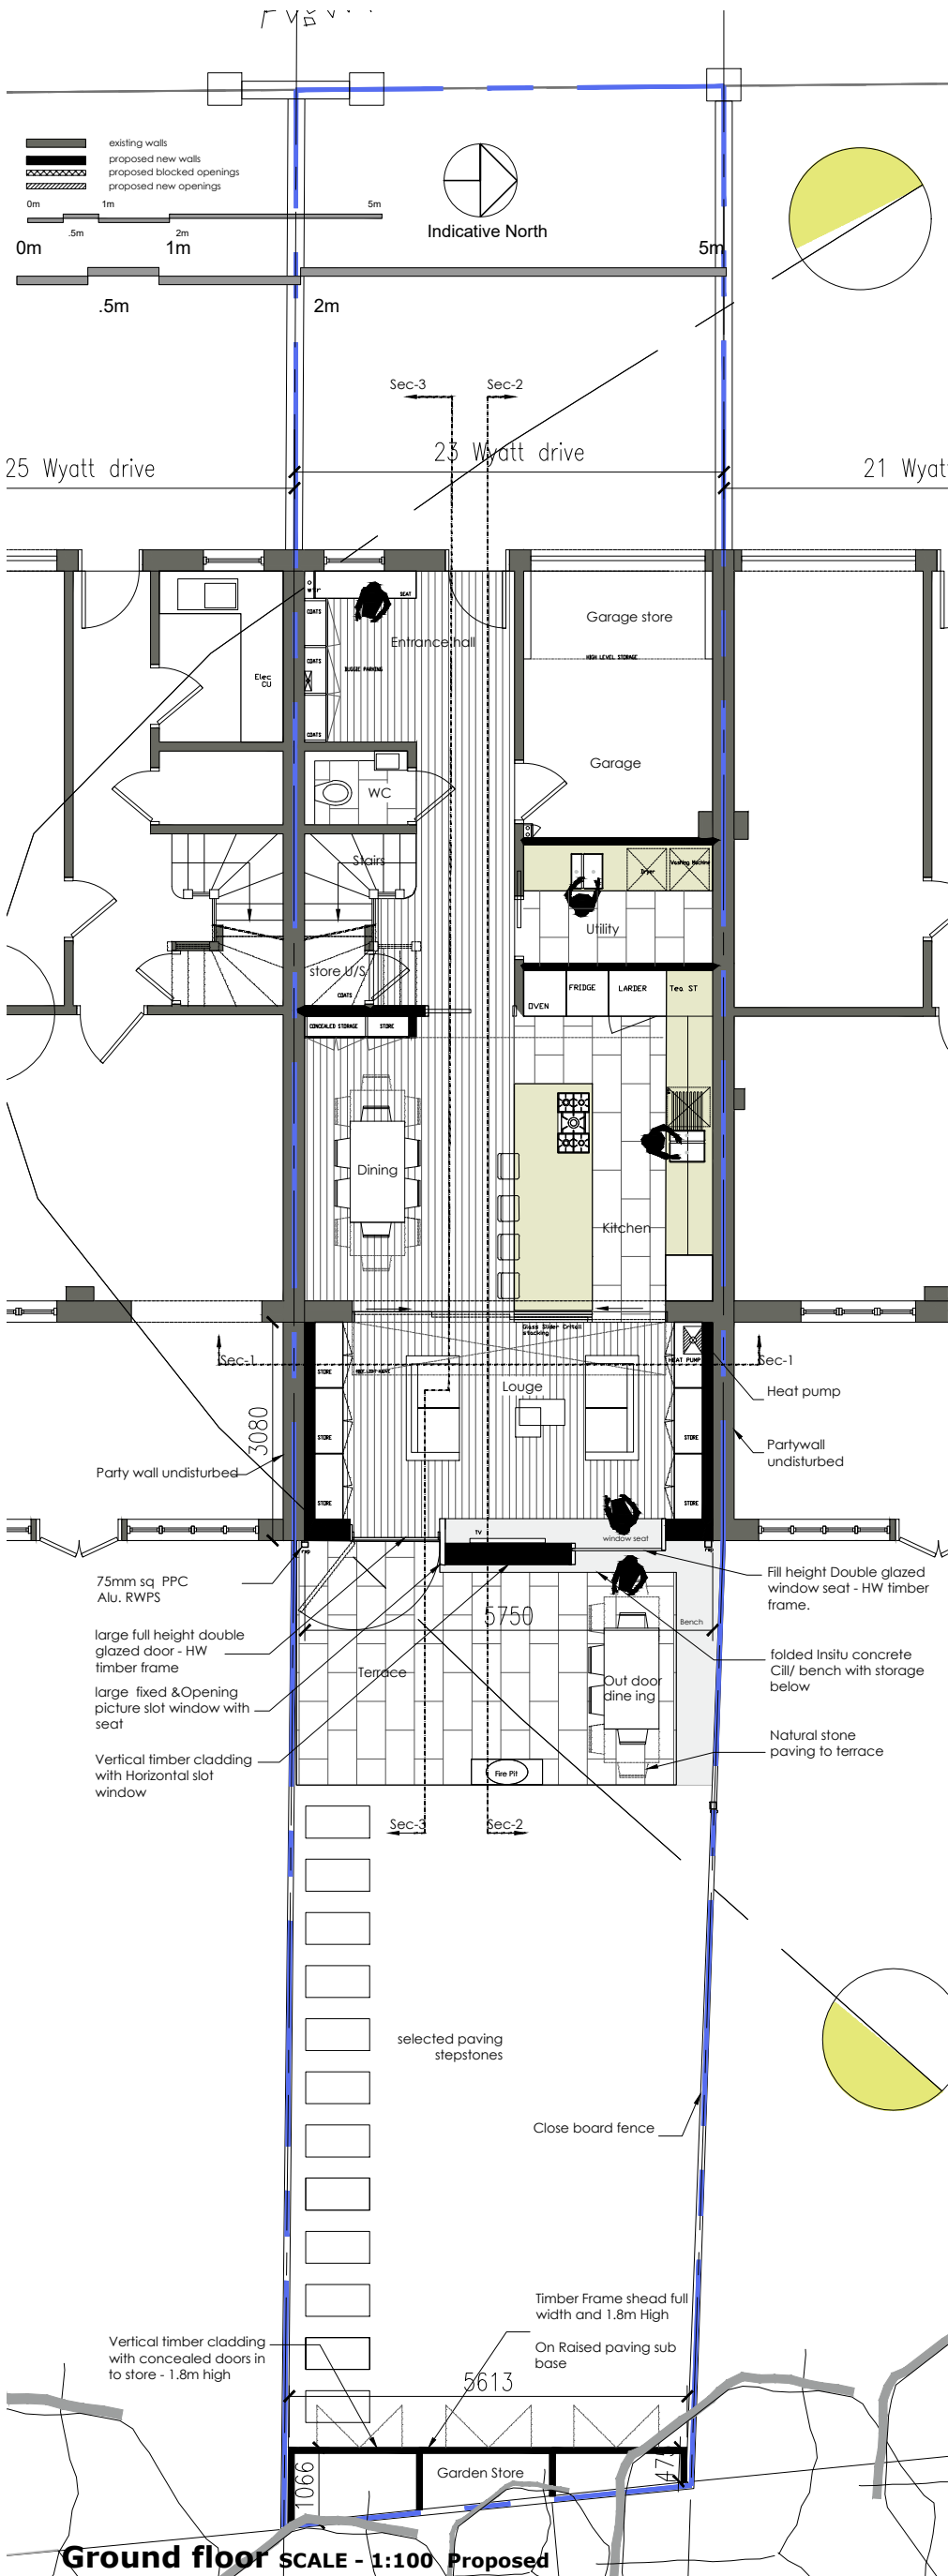 existing walls
proposed new walls
proposed blocked openings
proposed new openings
0m 1m 5m
.5m 2m
0m 1m 5m
.5m 2m
Indicative North
Sec-3 Sec-2
25 Wyatt drive
23 Wyatt drive
21 Wyat
SEAT
COATS
Entrance hall
Garage store
HIGH LEVEL STORAGE
COATS
BUGGIE PARKING
Elec
CU
COATS
Garage
WC
Stairs
Dryer
Washing Machine
Utility
store U/S
COATS
OVEN
FRIDGE
LARDER
Tea ST
CONCEALED STORAGE
STORE
Dining
Kitchen
Glass Slider Crital
stacking
Sec-1
Sec-1
HEAT PUMP
STORE
Louge
Heat pump
3080
STORE
STORE
Partywall
undisturbed
Party wall undisturbed
STORE
STORE
TV
window seat
75mm sq PPC
Alu. RWPS
Fill height Double glazed
window seat - HW timber
frame.
5750
Bench
large full height double
glazed door - HW
timber frame
Terrace
Out door
dine ing
folded Insitu concrete
Cill/ bench with storage
below
large fixed &Opening
picture slot window with
seat
Natural stone
paving to terrace
Vertical timber cladding
with Horizontal slot
window
Fire Pit
Sec-3 Sec-2
selected paving
stepstones
Close board fence
Timber Frame shead full
width and 1.8m High
On Raised paving sub
base
Vertical timber cladding
with concealed doors in
to store - 1.8m high
5613
1066
Garden Store
Ground floor SCALE - 1:100 Proposed